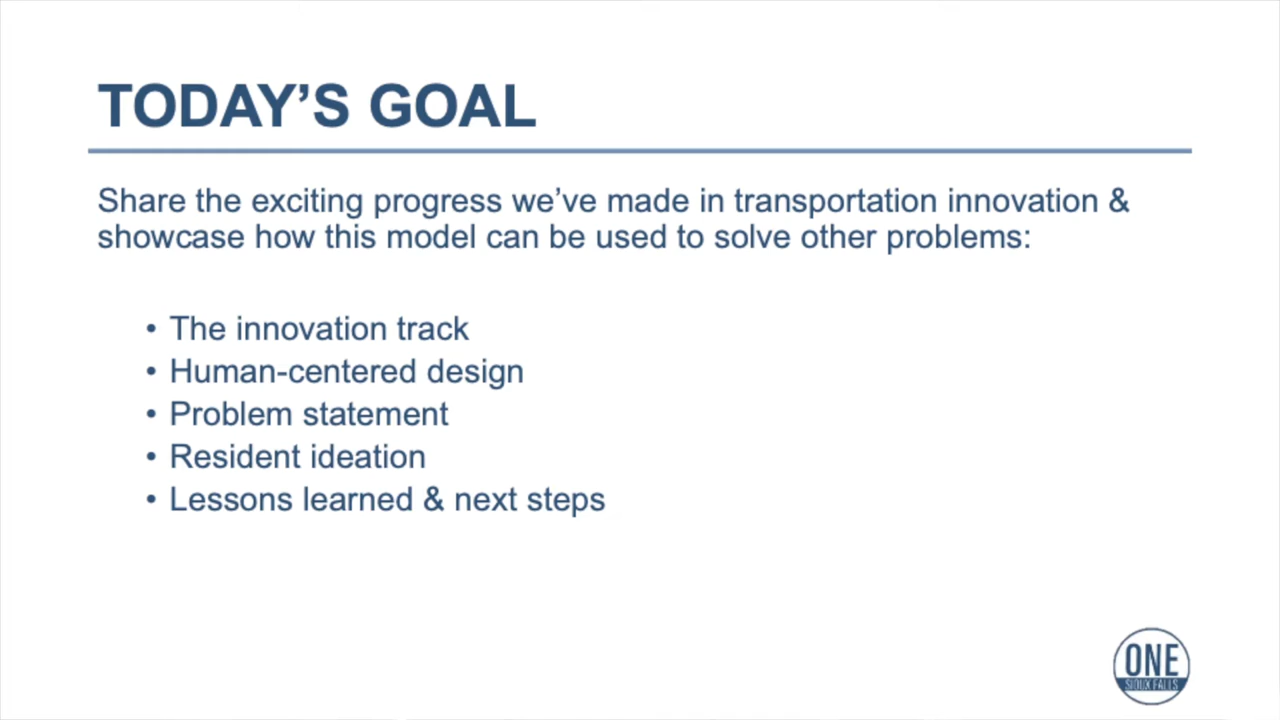 TODAY’S GOAL
Share the exciting progress we’ve made in transportation innovation &
showcase how this model can be used to solve other problems:
• The innovation track
• Human-centered design
• Problem statement
• Resident ideation
• Lessons learned & next steps
ONE
SIOUX FALLS